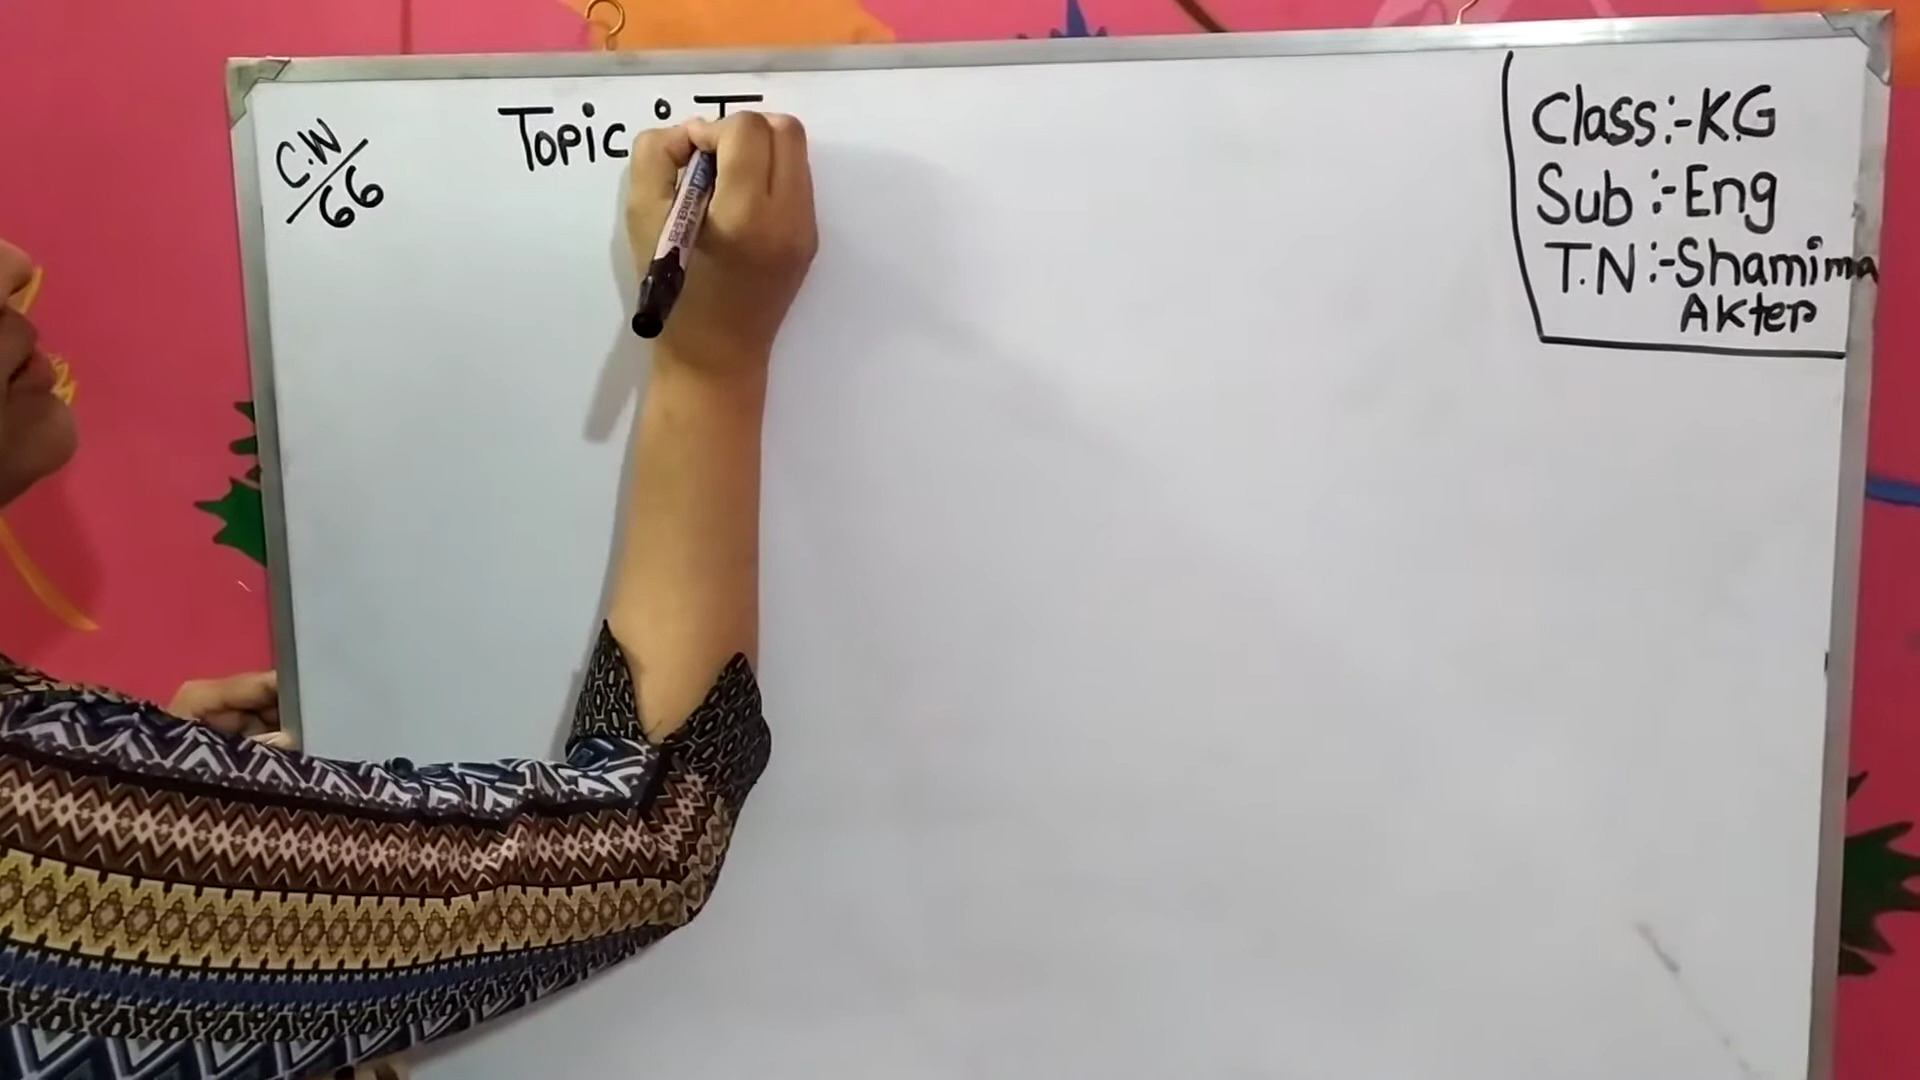 C.W/66
Topic : T
Class:-K.G
Sub :-Eng
T.N :-Shamima
Akter